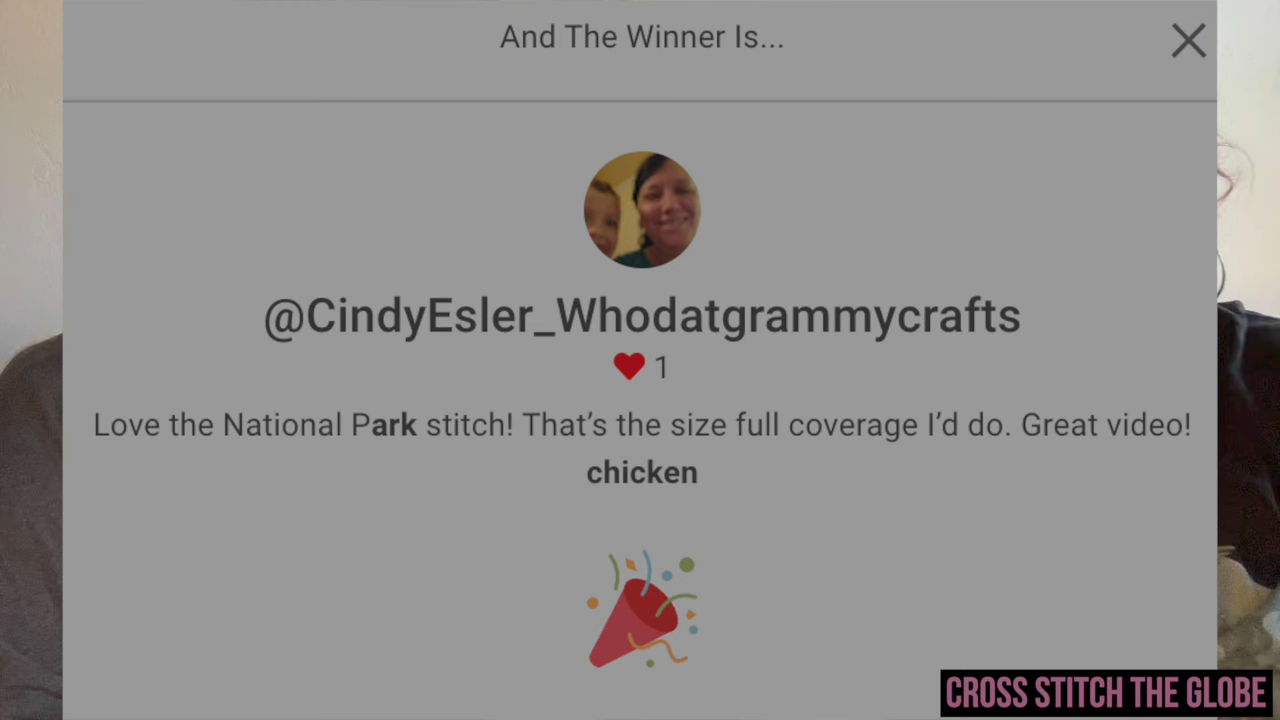 And The Winner Is...
@CindyEsler_Whodatgrammycrafts
1
Love the National Park stitch! That’s the size full coverage I’d do. Great video!
chicken
CROSS STITCH THE GLOBE